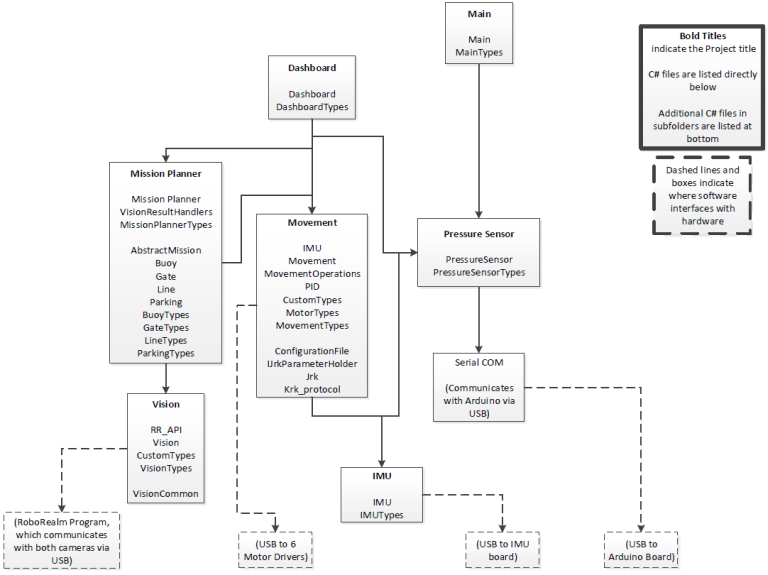 Main
Main
MainTypes
Bold Titles
indicate the Project title
C# files are listed directly
below
Additional C# files in
subfolders are listed at
bottom
Dashboard
Dashboard
DashboardTypes
Dashed lines and
boxes indicate
where software
interfaces with
hardware
Mission Planner
Mission Planner
VisionResultHandlers
MissionPlannerTypes
AbstractMission
Buoy
Gate
Line
Parking
BuoyTypes
GateTypes
LineTypes
ParkingTypes
Movement
IMU
Movement
MovementOperations
PID
CustomTypes
MotorTypes
MovementTypes
ConfigurationFile
IJrkParameterHolder
Jrk
Krk_protocol
Pressure Sensor
PressureSensor
PressureSensorTypes
Serial COM
(Communicates
with Arduino via
USB)
Vision
RR_API
Vision
CustomTypes
VisionTypes
VisionCommon
IMU
IMU
IMUTypes
(RoboRealm Program,
which communicates
with both cameras via
USB)
(USB to 6
Motor Drivers)
(USB to IMU
board)
(USB to
Arduino Board)